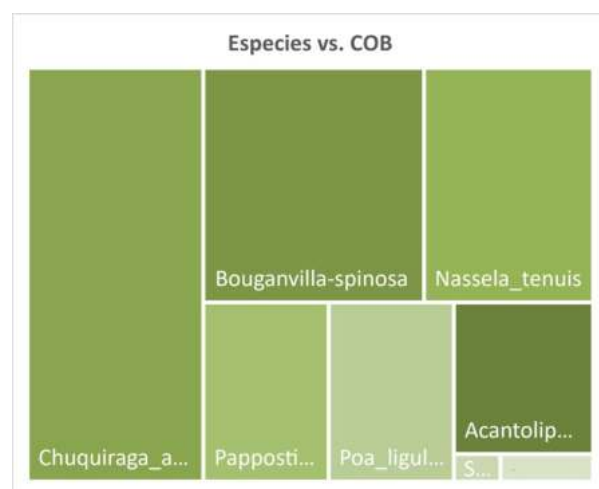 Especies vs. COB
Bouganvilla-spinosa
Nassela_tenuis
Chuquiraga_a...
Papposti...
Poa_ligul...
Acantolip...
S...